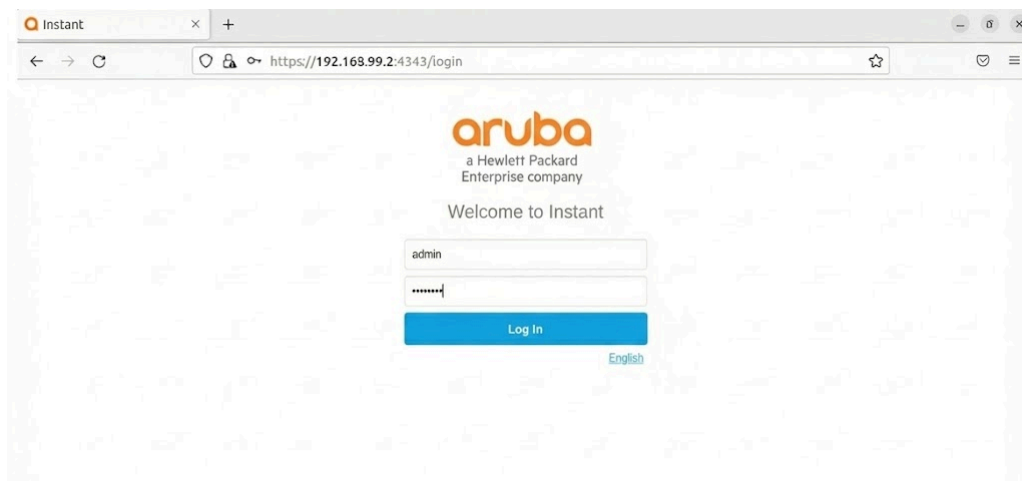 Instant
https://192.168.99.2:4343/login
aruba
a Hewlett Packard
Enterprise company
Welcome to Instant
admin
••••••••
Log In
English